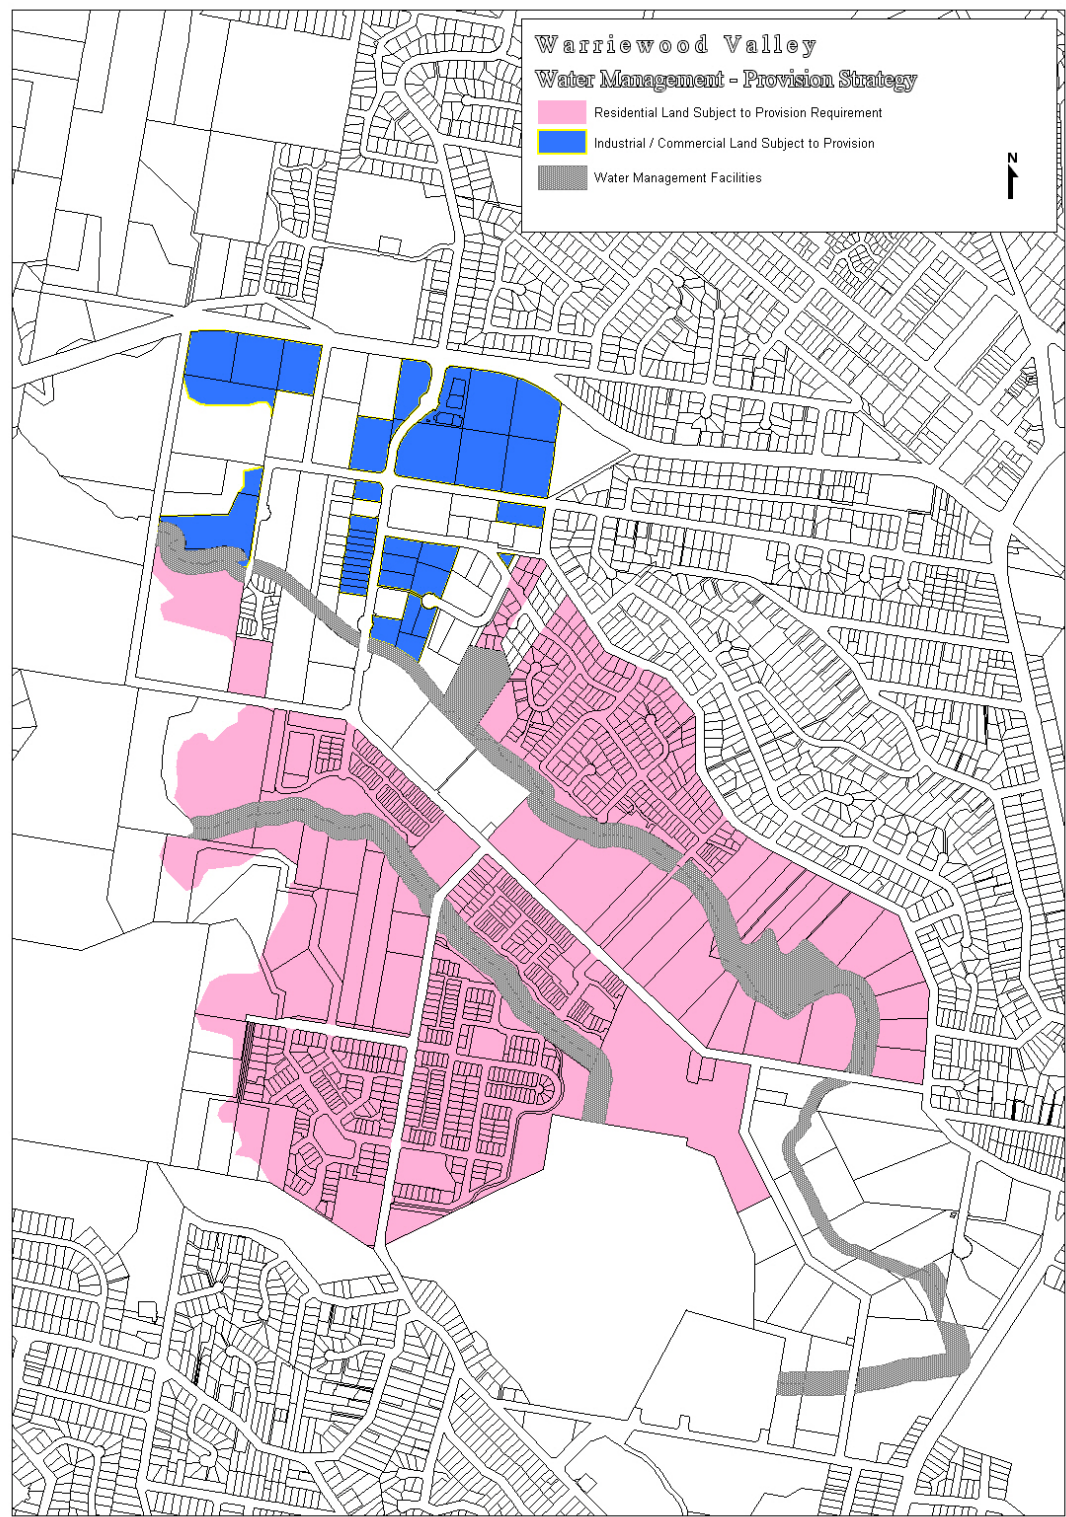 Warriewood Valley
Water Management - Provision Strategy
Residential Land Subject to Provision Requirement
Industrial / Commercial Land Subject to Provision
Water Management Facilities
N